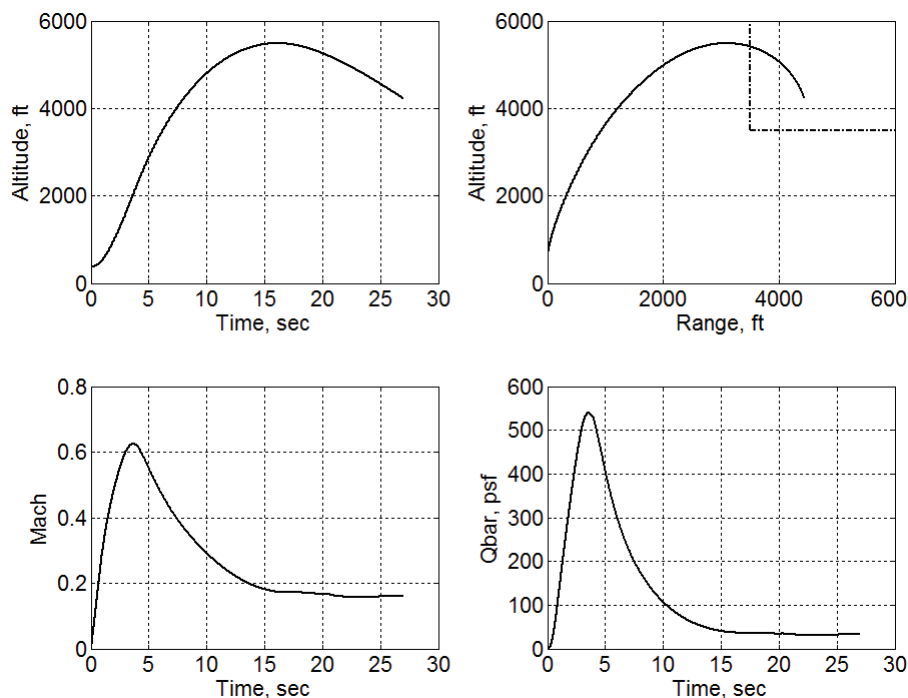 6000 6000
Altitude, ft 4000 Altitude, ft 4000
2000 2000
0 0
0 5 10 15 20 25 30 0 2000 4000 600
Time, sec Range, ft
0.8 600
500
0.6
400
Mach 0.4 Qbar, psf 300
200
0.2
100
0 0
0 5 10 15 20 25 30 0 5 10 15 20 25 30
Time, sec Time, sec